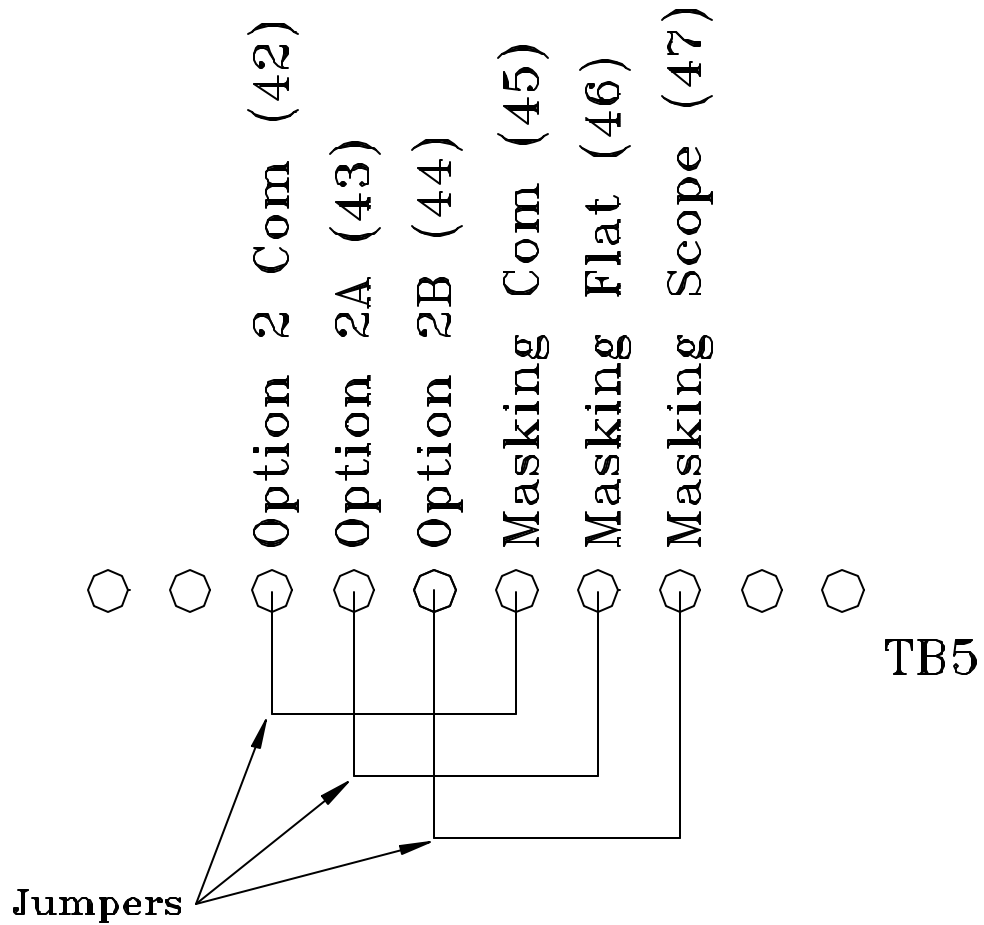 Option 2 Com (42)
Option 2A (43)
Option 2B (44)
Masking Com (45)
Masking Flat (46)
Masking Scope (47)
TB5
Jumpers